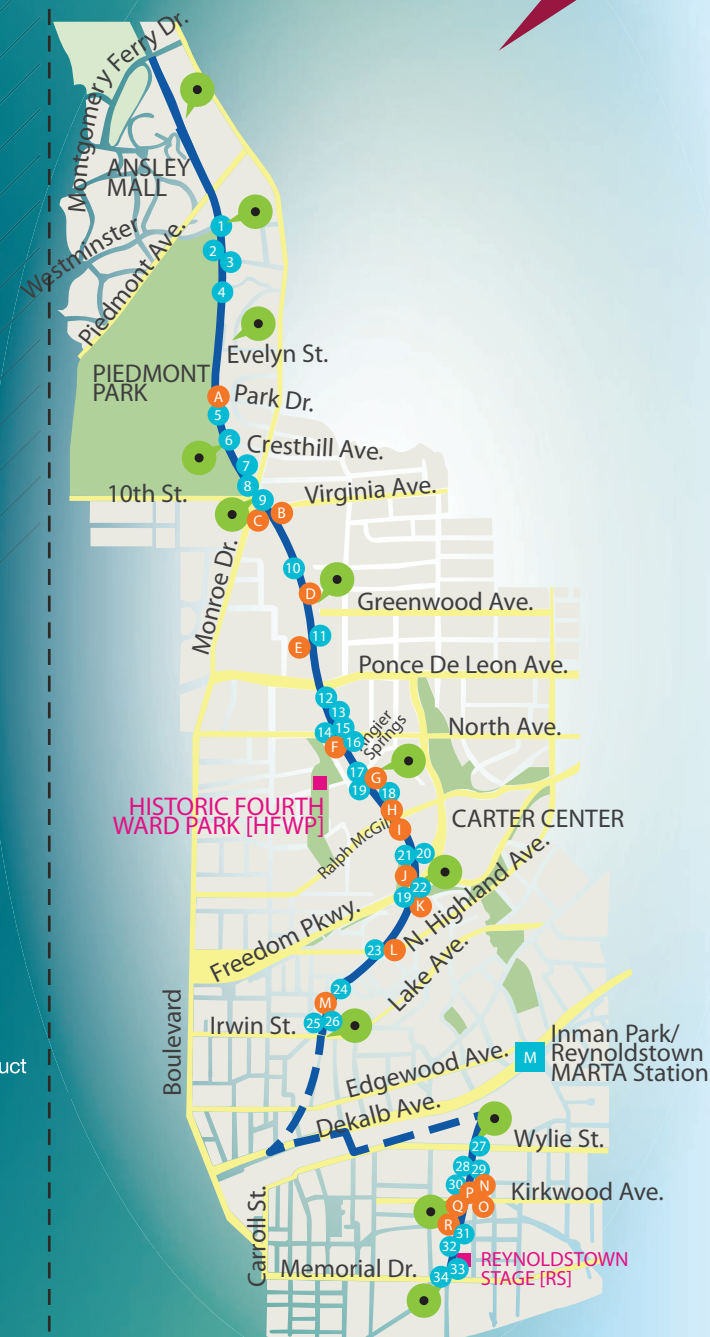 Montgomery Ferry Dr.
ANSLEY
MALL
Westminster
Piedmont Ave.
1
2
3
4
Evelyn St.
PIEDMONT
PARK
A
Park Dr.
5
6
Cresthill Ave.
7
8
10th St.
9
Virginia Ave.
C
B
Monroe Dr.
10
D
Greenwood Ave.
E
11
Ponce De Leon Ave.
12
13
14
15
16
F
Angier
Springs
North Ave.
17
G
19
18
HISTORIC FOURTH
WARD PARK [HFWP]
H
I
Ralph McGill
CARTER CENTER
21
20
J
22
19
K
Freedom Pkwy.
N. Highland Ave.
23
L
Lake Ave.
24
M
25
26
Irwin St.
Boulevard
Edgewood Ave.
M
Inman Park/
Reynoldstown
MARTA Station
uct
Dekalb Ave.
27
Wylie St.
28
29
30
P
N
Kirkwood Ave.
Q
O
R
31
32
Carroll St.
Memorial Dr.
33
34
REYNOLDSTOWN
STAGE [RS]